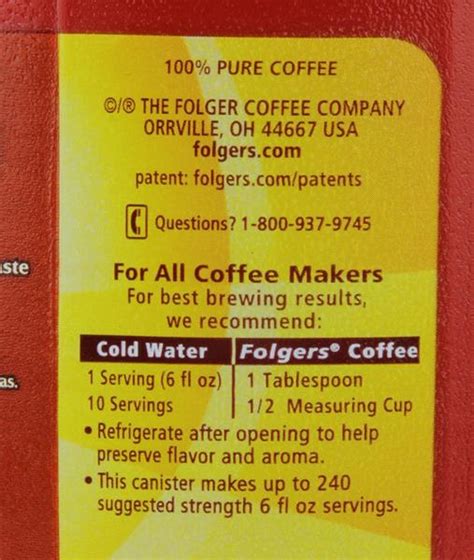 100% PURE COFFEE
©/® THE FOLGER COFFEE COMPANY
ORRVILLE, OH 44667 USA
folgers.com
patent: folgers.com/patents
Questions? 1-800-937-9745
aste
as.
For All Coffee Makers
For best brewing results,
we recommend:
Cold Water Folgers® Coffee
1 Serving (6 fl oz) 1 Tablespoon
10 Servings 1/2 Measuring Cup
• Refrigerate after opening to help
preserve flavor and aroma.
• This canister makes up to 240
suggested strength 6 fl oz servings.